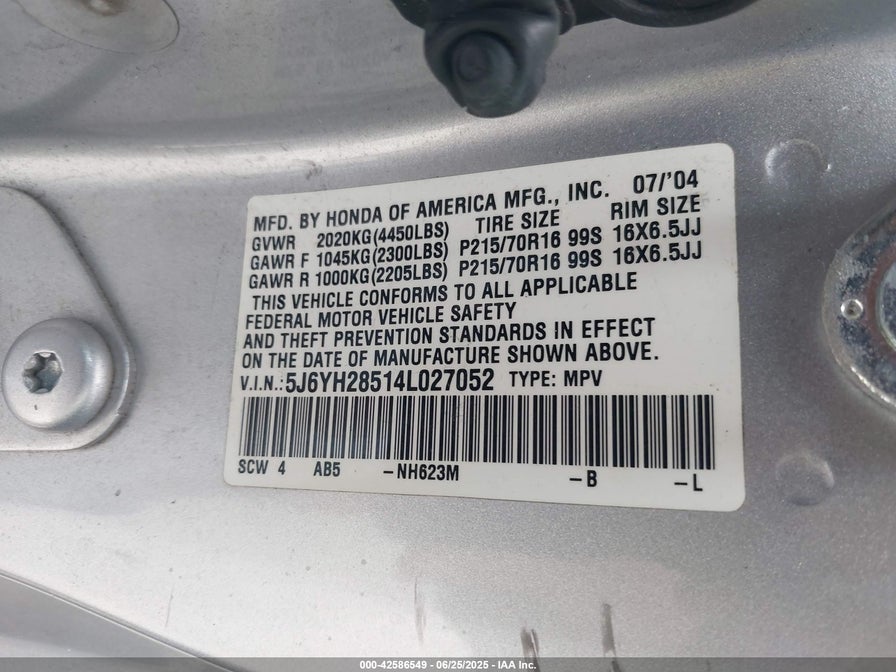 MFD. BY HONDA OF AMERICA MFG., INC. 07/'04
GVWR 2020KG(4450LBS) TIRE SIZE RIM SIZE
GAWR F 1045KG(2300LBS) P215/70R16 99S 16X6.5JJ
GAWR R 1000KG(2205LBS) P215/70R16 99S 16X6.5JJ
THIS VEHICLE CONFORMS TO ALL APPLICABLE
FEDERAL MOTOR VEHICLE SAFETY
AND THEFT PREVENTION STANDARDS IN EFFECT
ON THE DATE OF MANUFACTURE SHOWN ABOVE.
V.I.N.: 5J6YH28514L027052 TYPE: MPV
SCW 4 AB5 -NH623M -B -L
000-42586549 - 06/25/2025 - IAA Inc.